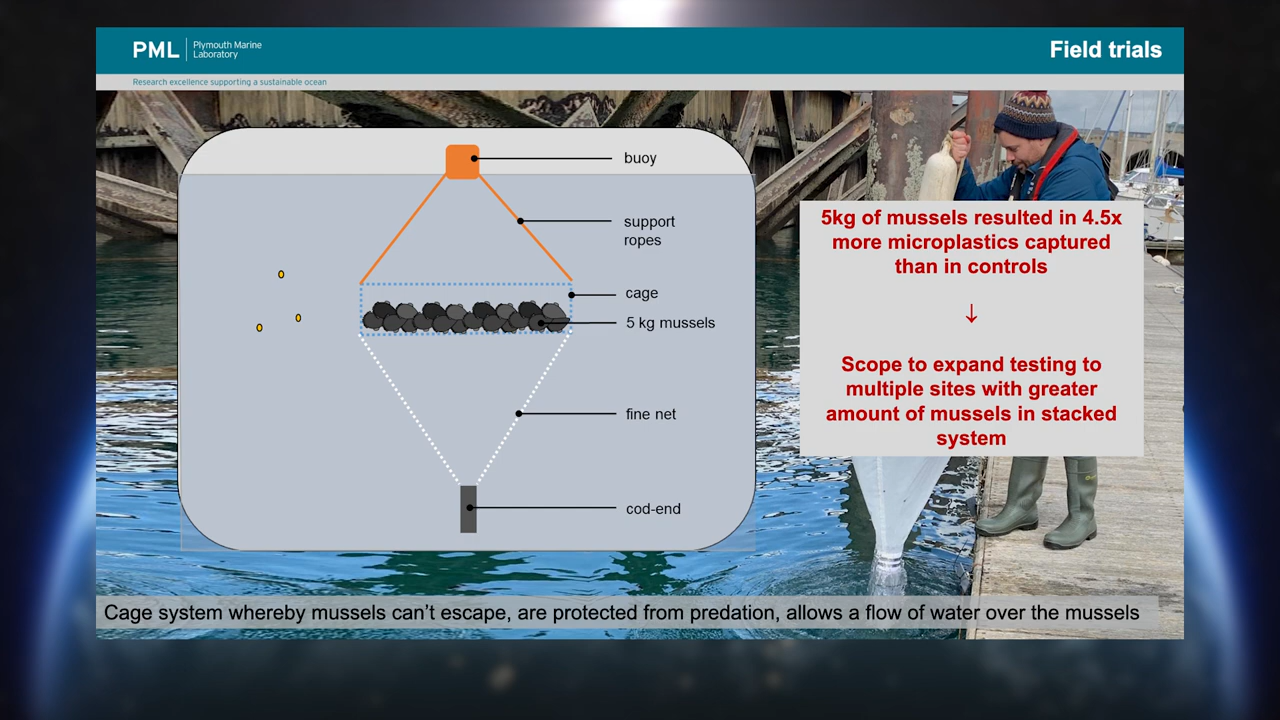 PML
Plymouth Marine
Laboratory
Field trials
Research excellence supporting a sustainable ocean
buoy
support
ropes
cage
5 kg mussels
fine net
cod-end
5kg of mussels resulted in 4.5x
more microplastics captured
than in controls
↓
Scope to expand testing to
multiple sites with greater
amount of mussels in stacked
system
Cage system whereby mussels can’t escape, are protected from predation, allows a flow of water over the mussels